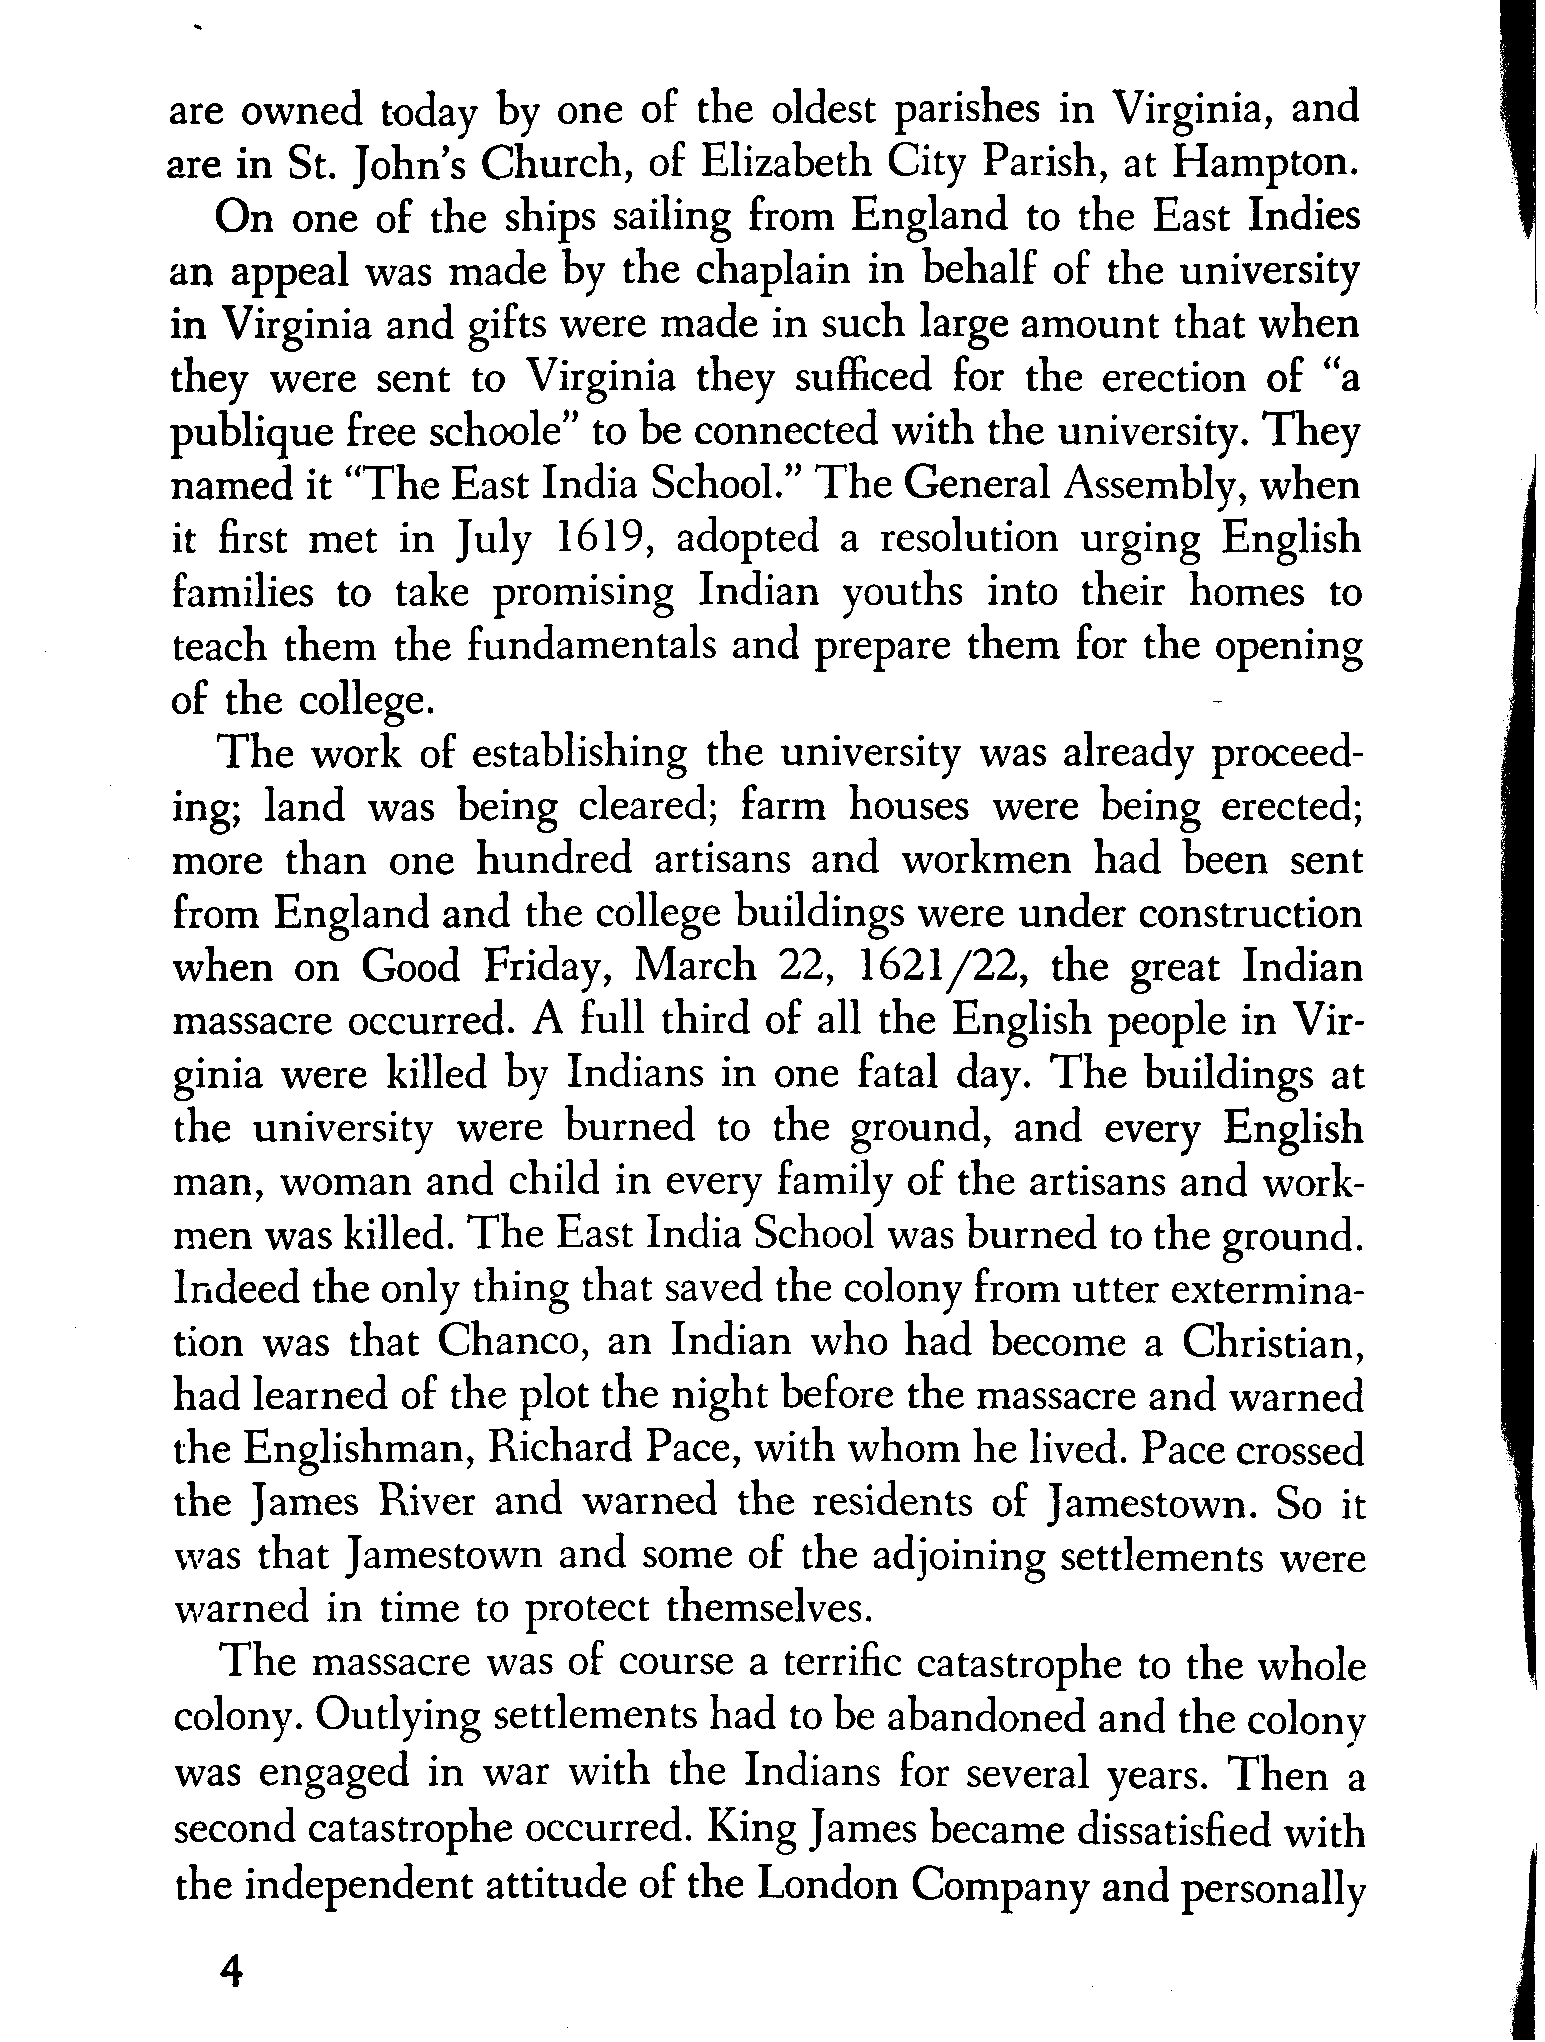 are owned today by one of the oldest parishes in Virginia, and
are in St. John's Church, of Elizabeth City Parish, at Hampton.
On one of the ships sailing from England to the East Indies
an appeal was made by the chaplain in behalf of the university
in Virginia and gifts were made in such large amount that when
they were sent to Virginia they sufficed for the erection of “a
publique free schoole” to be connected with the university. They
named it “The East India School.” The General Assembly, when
it first met in July 1619, adopted a resolution urging English
families to take promising Indian youths into their homes to
teach them the fundamentals and prepare them for the opening
of the college.
The work of establishing the university was already proceed-
ing; land was being cleared; farm houses were being erected;
more than one hundred artisans and workmen had been sent
from England and the college buildings were under construction
when on Good Friday, March 22, 1621/22, the great Indian
massacre occurred. A full third of all the English people in Vir-
ginia were killed by Indians in one fatal day. The buildings at
the university were burned to the ground, and every English
man, woman and child in every family of the artisans and work-
men was killed. The East India School was burned to the ground.
Indeed the only thing that saved the colony from utter extermina-
tion was that Chanco, an Indian who had become a Christian,
had learned of the plot the night before the massacre and warned
the Englishman, Richard Pace, with whom he lived. Pace crossed
the James River and warned the residents of Jamestown. So it
was that Jamestown and some of the adjoining settlements were
warned in time to protect themselves.
The massacre was of course a terrific catastrophe to the whole
colony. Outlying settlements had to be abandoned and the colony
was engaged in war with the Indians for several years. Then a
second catastrophe occurred. King James became dissatisfied with
the independent attitude of the London Company and personally
4